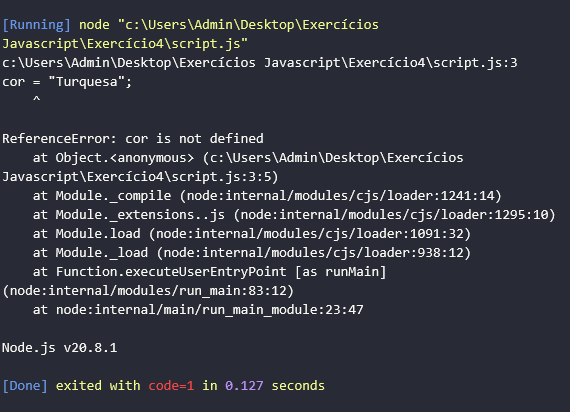 [Running] node "c:\Users\Admin\Desktop\Exercícios
Javascript\Exercício4\script.js"
c:\Users\Admin\Desktop\Exercícios Javascript\Exercício4\script.js:3
cor = "Turquesa";
    ^

ReferenceError: cor is not defined
    at Object.<anonymous> (c:\Users\Admin\Desktop\Exercícios
Javascript\Exercício4\script.js:3:5)
    at Module._compile (node:internal/modules/cjs/loader:1241:14)
    at Module._extensions..js (node:internal/modules/cjs/loader:1295:10)
    at Module.load (node:internal/modules/cjs/loader:1091:32)
    at Module._load (node:internal/modules/cjs/loader:938:12)
    at Function.executeUserEntryPoint [as runMain]
(node:internal/modules/run_main:83:12)
    at node:internal/main/run_main_module:23:47

Node.js v20.8.1

[Done] exited with code=1 in 0.127 seconds